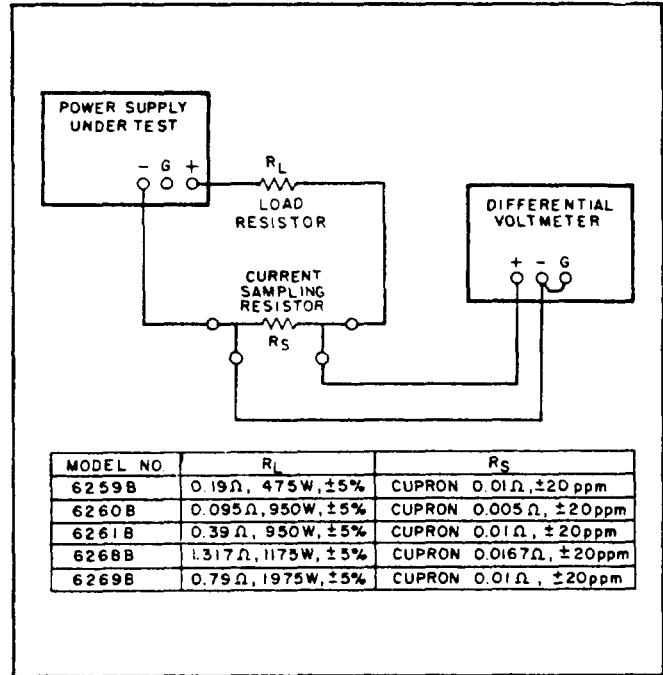 POWER SUPPLY
UNDER TEST
- G +
RL
LOAD
RESISTOR
DIFFERENTIAL
VOLTMETER
+ - G
CURRENT
SAMPLING
RESISTOR
RS
MODEL NO. RL RS
6259B 0.19Ω, 475W, ±5% CUPRON 0.01Ω, ±20 ppm
6260B 0.095Ω, 950W, ±5% CUPRON 0.005Ω, ±20ppm
6261B 0.39Ω, 950W, ±5% CUPRON 0.01Ω, ±20ppm
6268B 1.317Ω, 1175W, ±5% CUPRON 0.0167Ω, ±20ppm
6269B 0.79Ω, 1975W, ±5% CUPRON 0.01Ω, ±20ppm